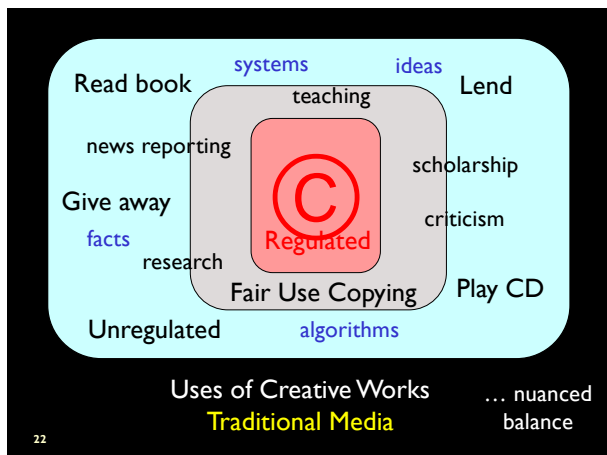 systems
ideas
Read book
Lend
teaching
news reporting
scholarship
©
Give away
criticism
facts
Regulated
research
Fair Use Copying
Play CD
Unregulated
algorithms
Uses of Creative Works
… nuanced
Traditional Media
balance
22